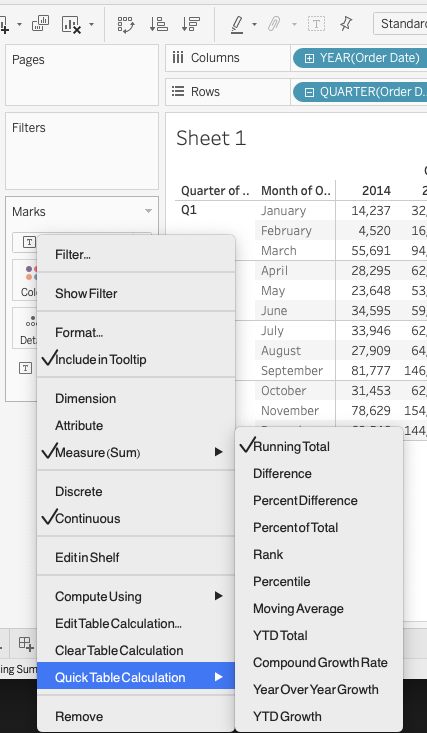 Standard
Pages
Columns
YEAR(Order Date)
Rows
QUARTER(Order D..
Filters
Sheet 1
Marks
Quarter of .. Month of O.. 2014
Q1 January 14,237 32,
February 4,520 16,
March 55,691 94,
April 28,295 62,
May 23,648 53,
June 34,595 59,
July 33,946 62,
August 27,909 64,
September 81,777 146,
October 31,453 62,
November 78,629 154,
144,
T
Colo
Deta
T
Filter...
Show Filter
Format...
Include in Tooltip
Dimension
Attribute
Measure (Sum)
Discrete
Continuous
Edit in Shelf
Compute Using
Edit Table Calculation...
Clear Table Calculation
Quick Table Calculation
Remove
Running Total
Difference
Percent Difference
Percent of Total
Rank
Percentile
Moving Average
YTD Total
Compound Growth Rate
Year Over Year Growth
YTD Growth
ing Sum